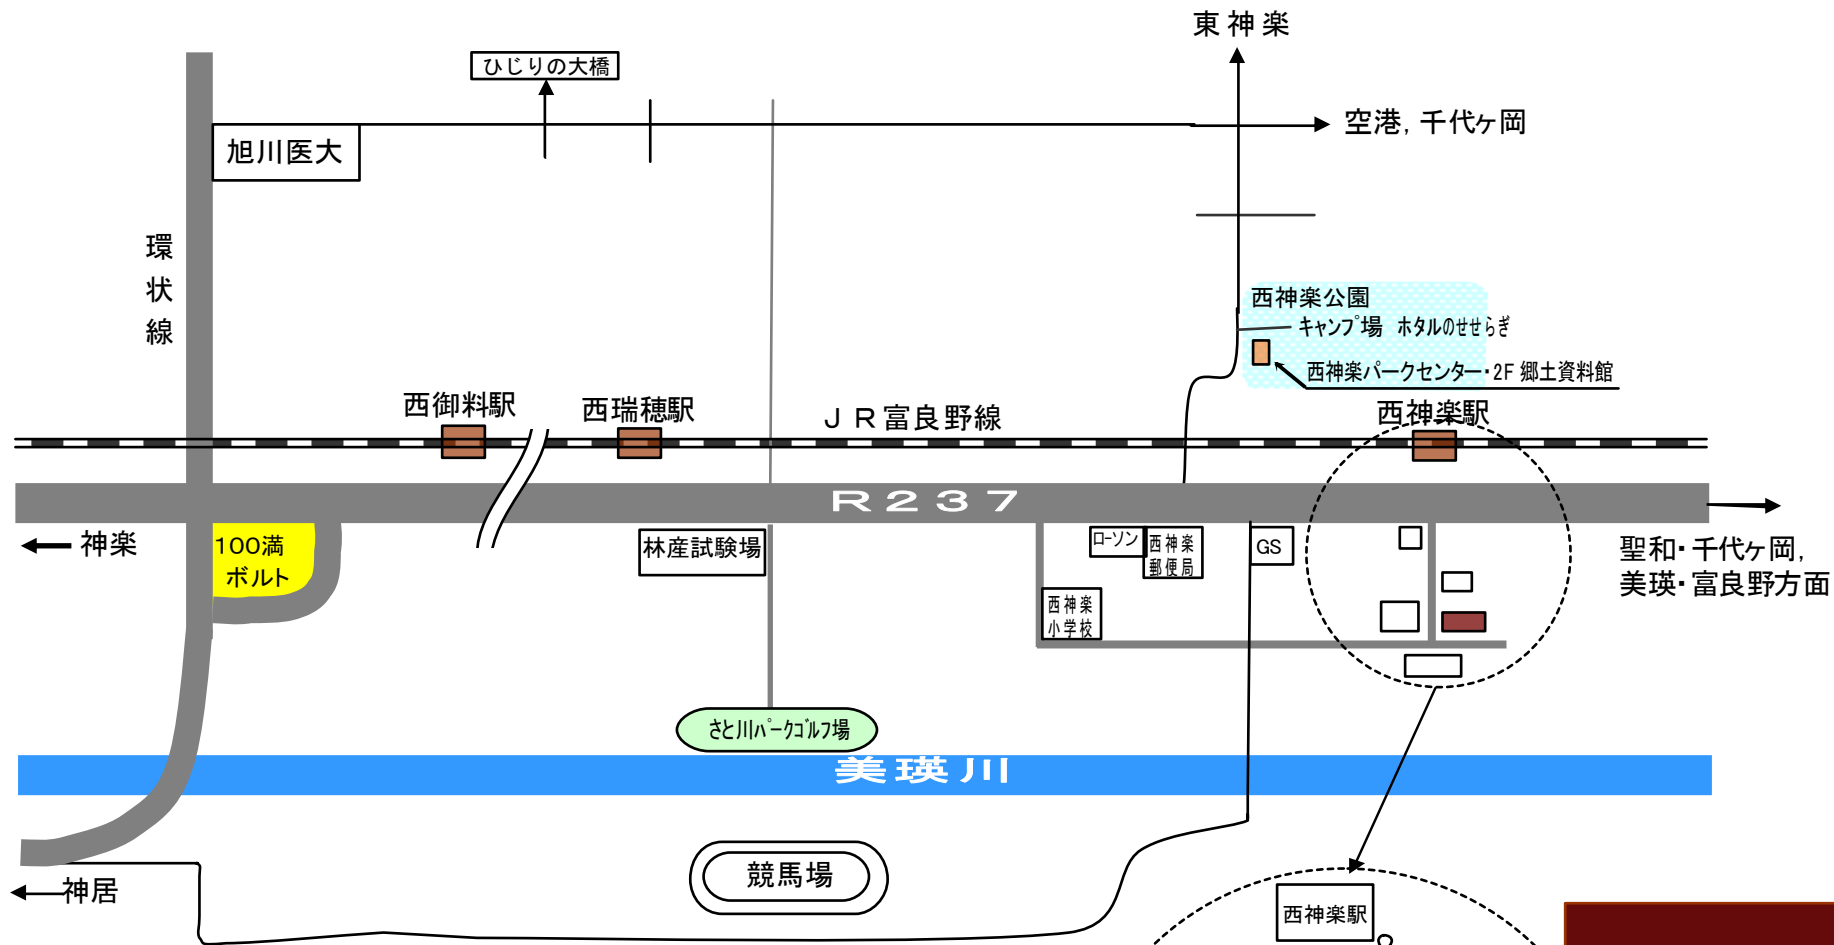 東神楽
ひじりの大橋
空港, 千代ヶ岡
旭川医大
環状線
西神楽公園
キャンプ場 ホタルのせせらぎ
西神楽パークセンター・2F 郷土資料館
西御料駅
西瑞穂駅
JR富良野線
西神楽駅
R237
神楽
100満
ボルト
林産試験場
ローソン
西神楽
郵便局
GS
聖和・千代ヶ岡,
美瑛・富良野方面
西神楽
小学校
さと川パークゴルフ場
美瑛川
競馬場
神居
西神楽駅